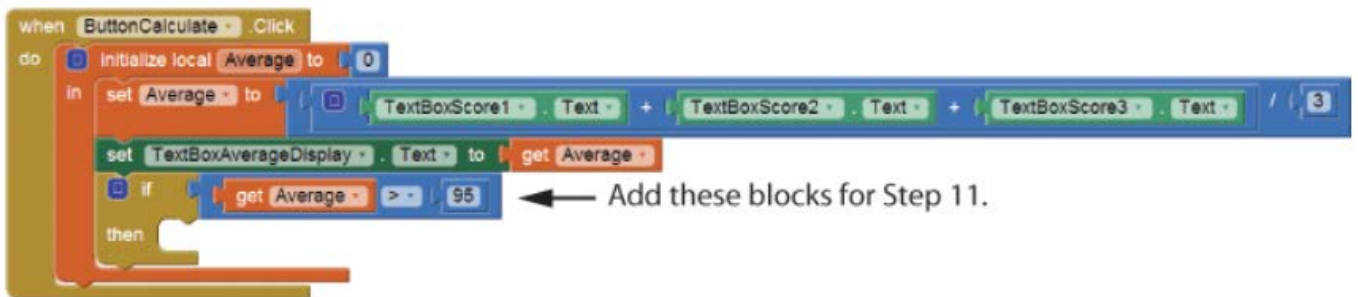 when ButtonCalculate .Click
do initialize local Average to 0
in set Average to TextBoxScore1 . Text + TextBoxScore2 . Text + TextBoxScore3 . Text / 3
set TextBoxAverageDisplay . Text to get Average
if get Average > 95 Add these blocks for Step 11.
then